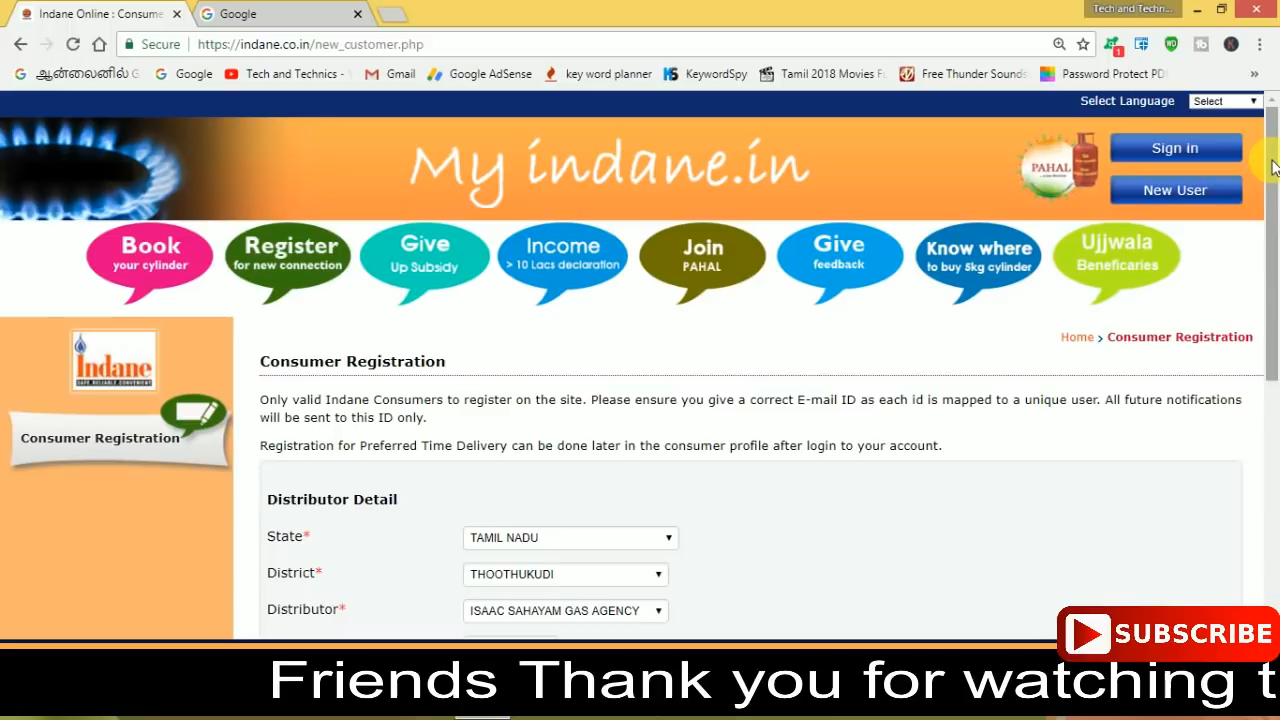 Indane Online : Consume
Google
Tech and Techn...
Secure
https://indane.co.in/new_customer.php
ஆன்லைனில் G
Google
Tech and Technics -
Gmail
Google AdSense
key word planner
KeywordSpy
Tamil 2018 Movies F
Free Thunder Sounds
Password Protect PD
Select Language
Select
My indane.in
PAHAL
Sign in
New User
Book
your cylinder
Register
for new connection
Give
Up Subsidy
Income
> 10 Lacs declaration
Join
PAHAL
Give
feedback
Know where
to buy 5kg cylinder
Ujjwala
Beneficaries
Indane
SAFE RELIABLE CONVENIENT
Consumer Registration
Home > Consumer Registration
Consumer Registration
Only valid Indane Consumers to register on the site. Please ensure you give a correct E-mail ID as each id is mapped to a unique user. All future notifications
will be sent to this ID only.
Registration for Preferred Time Delivery can be done later in the consumer profile after login to your account.
Distributor Detail
State* TAMIL NADU
District* THOOTHUKUDI
Distributor* ISAAC SAHAYAM GAS AGENCY
SUBSCRIBE
Friends Thank you for watching t